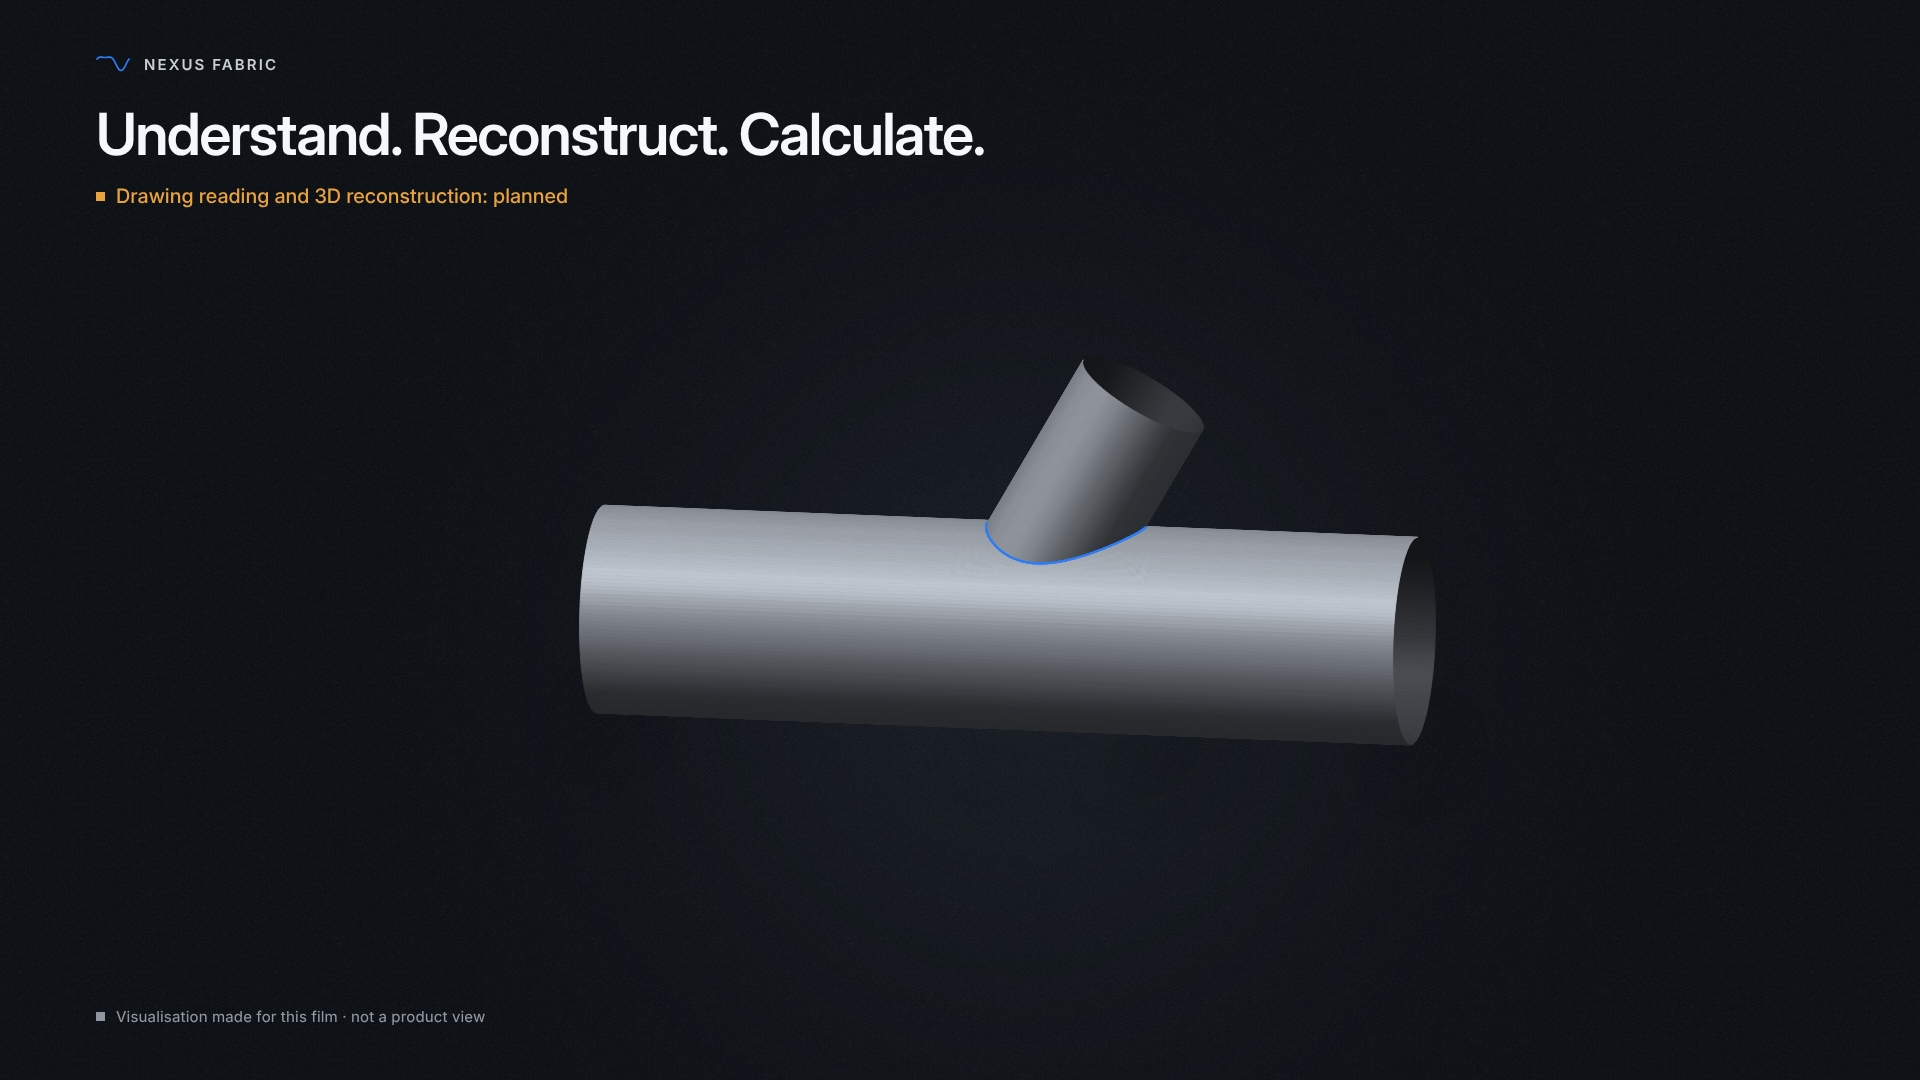 NEXUS FABRIC
Understand. Reconstruct. Calculate.
Drawing reading and 3D reconstruction: planned
Visualisation made for this film · not a product view